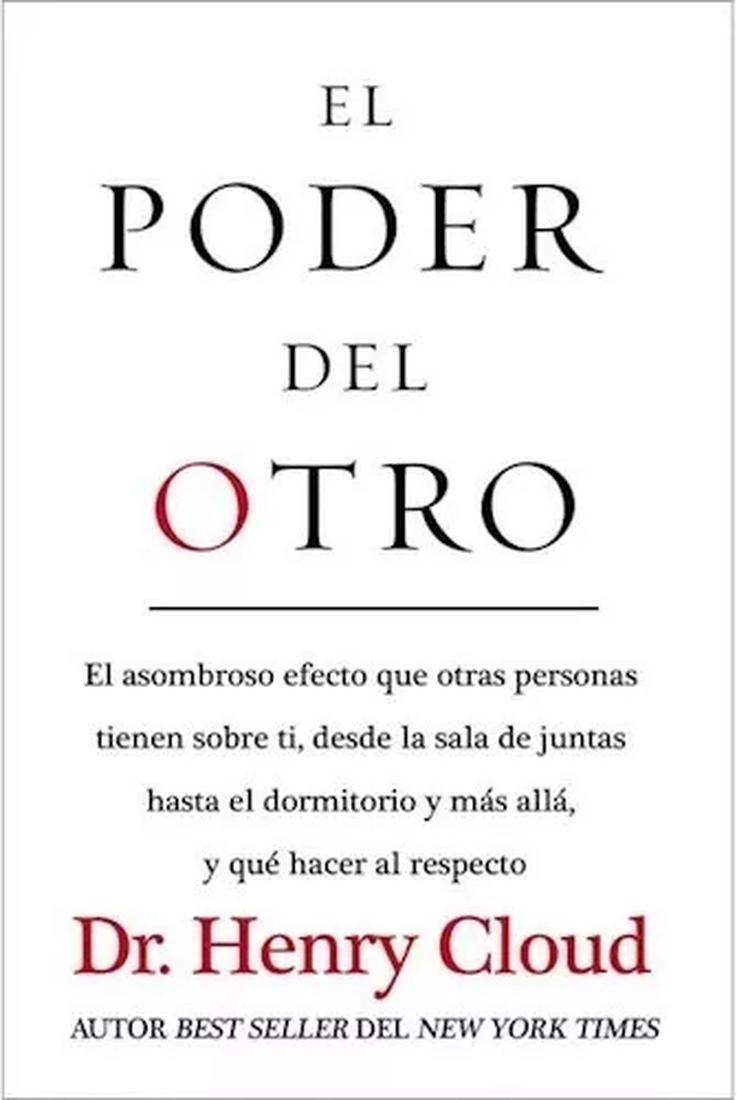 EL
PODER
DEL
OTRO
El asombroso efecto que otras personas
tienen sobre ti, desde la sala de juntas
hasta el dormitorio y más allá,
y qué hacer al respecto
Dr. Henry Cloud
AUTOR BEST SELLER DEL NEW YORK TIMES